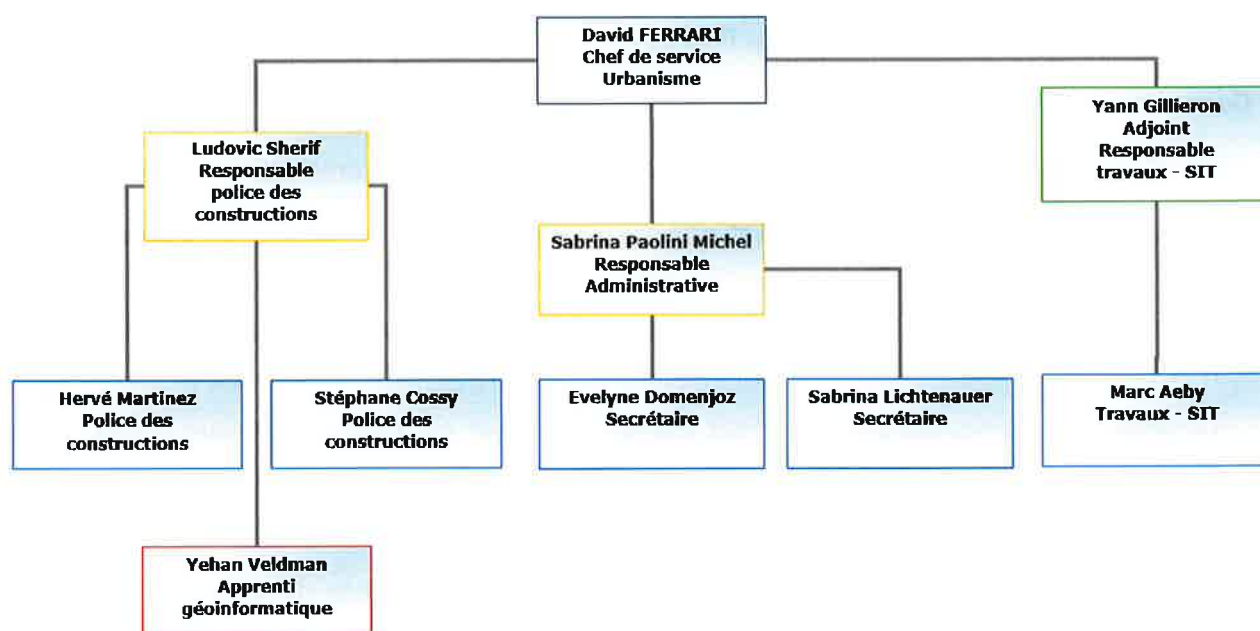 David FERRARI
Chef de service
Urbanisme
Yann Gillieron
Adjoint
Responsable
travaux - SIT
Ludovic Sherif
Responsable
police des
constructions
Sabrina Paolini Michel
Responsable
Administrative
Hervé Martinez
Police des
constructions
Stéphane Cossy
Police des
constructions
Evelyne Domenjoz
Secrétaire
Sabrina Lichtenauer
Secrétaire
Marc Aeby
Travaux - SIT
Yehan Veldman
Apprenti
géoinformatique